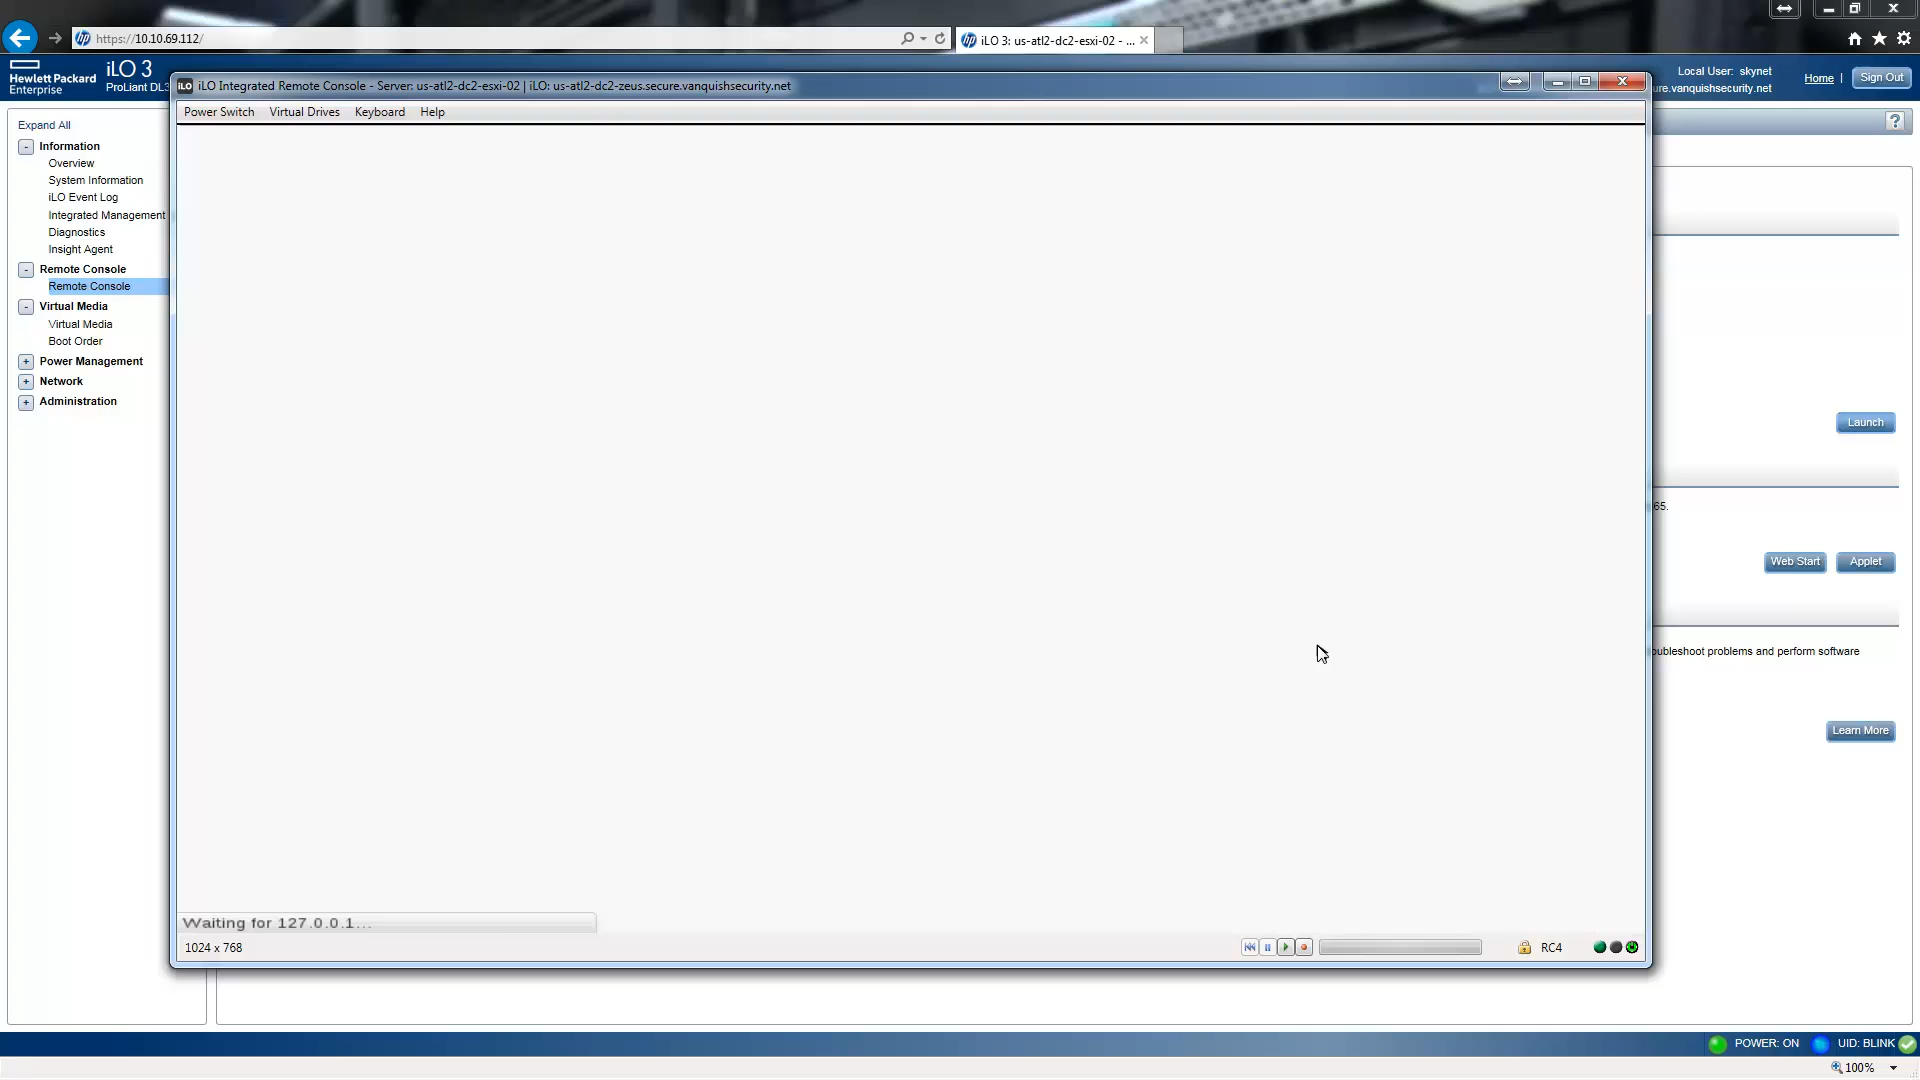 https://10.10.69.112/
iLO 3: us-atl2-dc2-esxi-02 - ...
Hewlett Packard
Enterprise
iLO 3
ProLiant DL3
Local User: skynet
ure.vanquishsecurity.net
Home |
Sign Out
iLO Integrated Remote Console - Server: us-atl2-dc2-esxi-02 | iLO: us-atl2-dc2-zeus.secure.vanquishsecurity.net
Power Switch Virtual Drives Keyboard Help
Expand All
Information
Overview
System Information
iLO Event Log
Integrated Management
Diagnostics
Insight Agent
Remote Console
Remote Console
Virtual Media
Virtual Media
Boot Order
Power Management
Network
Administration
Launch
65.
Web Start
Applet
oubleshoot problems and perform software
Learn More
Waiting for 127.0.0.1...
1024 x 768
RC4
POWER: ON
UID: BLINK
100%